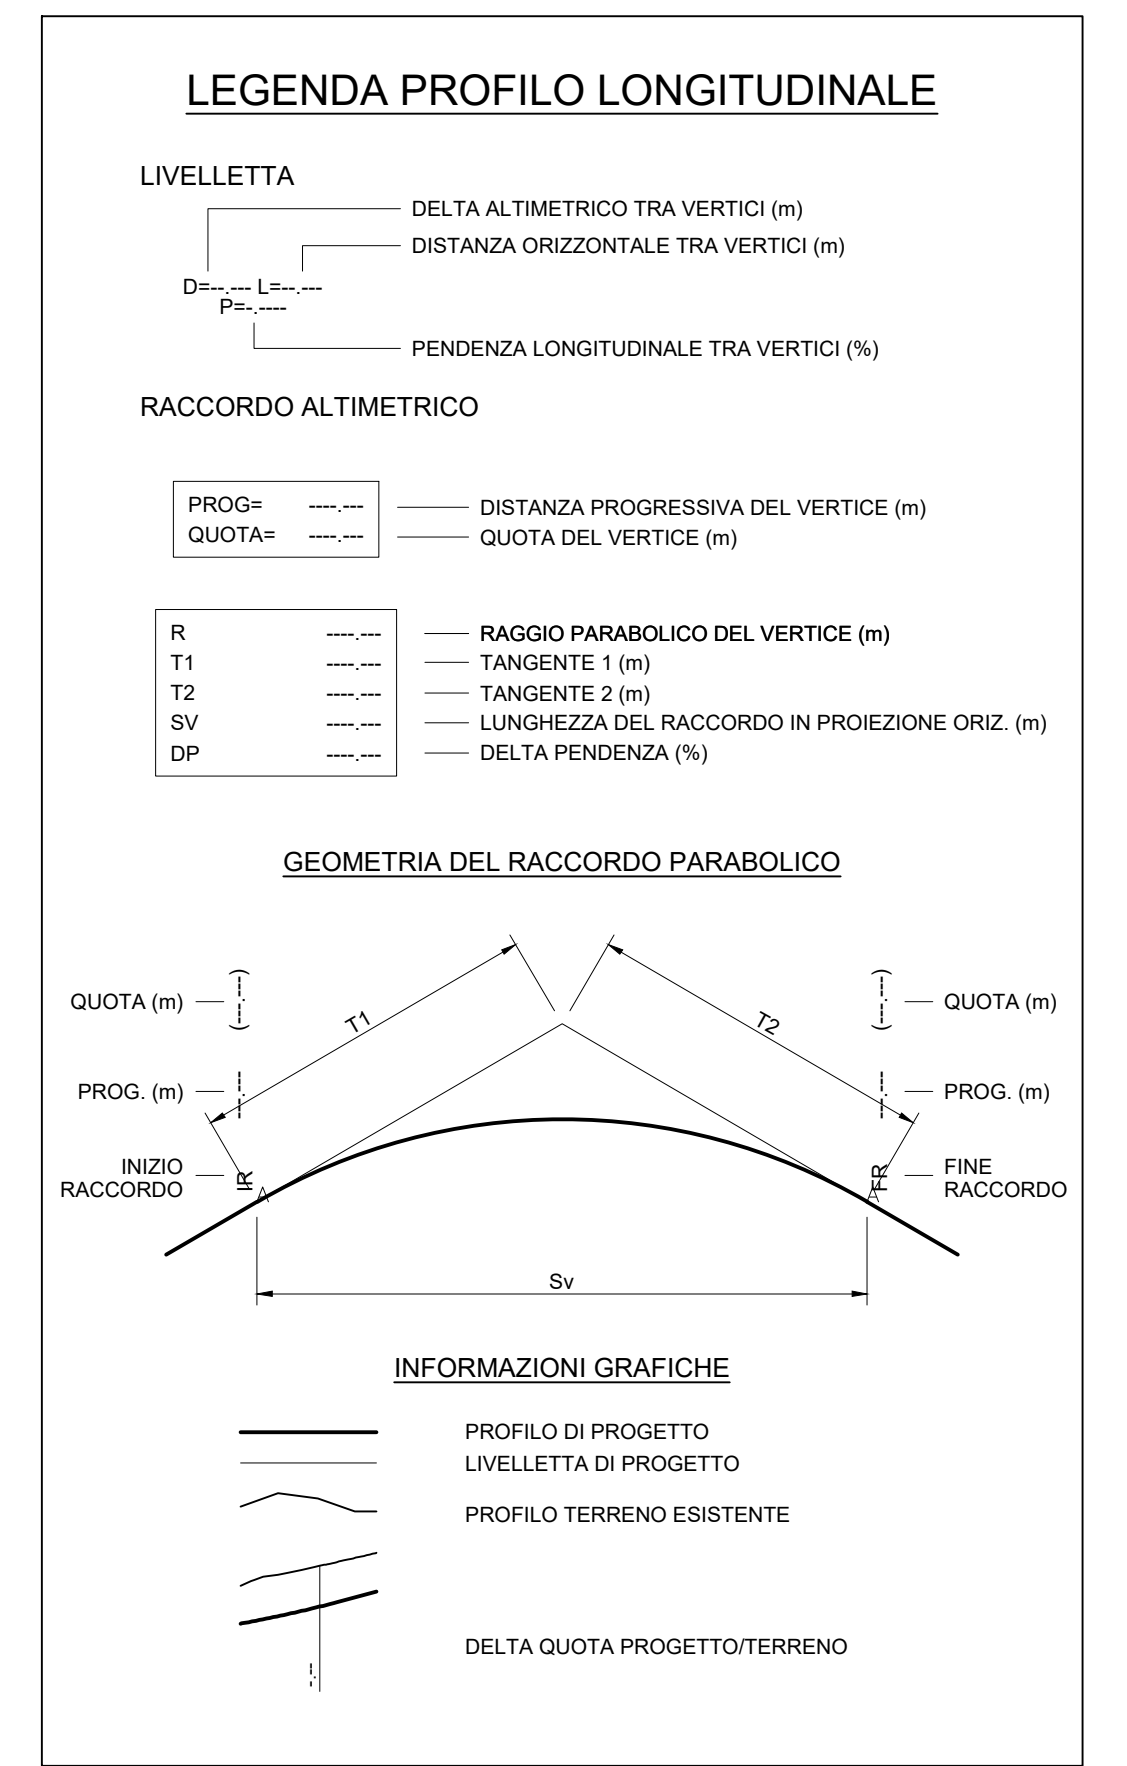 LEGENDA PROFILO LONGITUDINALE
LIVELLETTA
DELTA ALTIMETRICO TRA VERTICI (m)
DISTANZA ORIZZONTALE TRA VERTICI (m)
D=--.--- L=--.---
P=-.----
PENDENZA LONGITUDINALE TRA VERTICI (%)
RACCORDO ALTIMETRICO
PROG= ----.--- DISTANZA PROGRESSIVA DEL VERTICE (m)
QUOTA= ----.--- QUOTA DEL VERTICE (m)
R ----.--- RAGGIO PARABOLICO DEL VERTICE (m)
T1 ----.--- TANGENTE 1 (m)
T2 ----.--- TANGENTE 2 (m)
SV ----.--- LUNGHEZZA DEL RACCORDO IN PROIEZIONE ORIZ. (m)
DP ----.--- DELTA PENDENZA (%)
GEOMETRIA DEL RACCORDO PARABOLICO
QUOTA (m) (----.---) T1 T2 (----.---) QUOTA (m)
PROG. (m) ----.--- ----.--- PROG. (m)
INIZIO
RACCORDO
IR
FR
FINE
RACCORDO
Sv
INFORMAZIONI GRAFICHE
PROFILO DI PROGETTO
LIVELLETTA DI PROGETTO
PROFILO TERRENO ESISTENTE
DELTA QUOTA PROGETTO/TERRENO
--.--